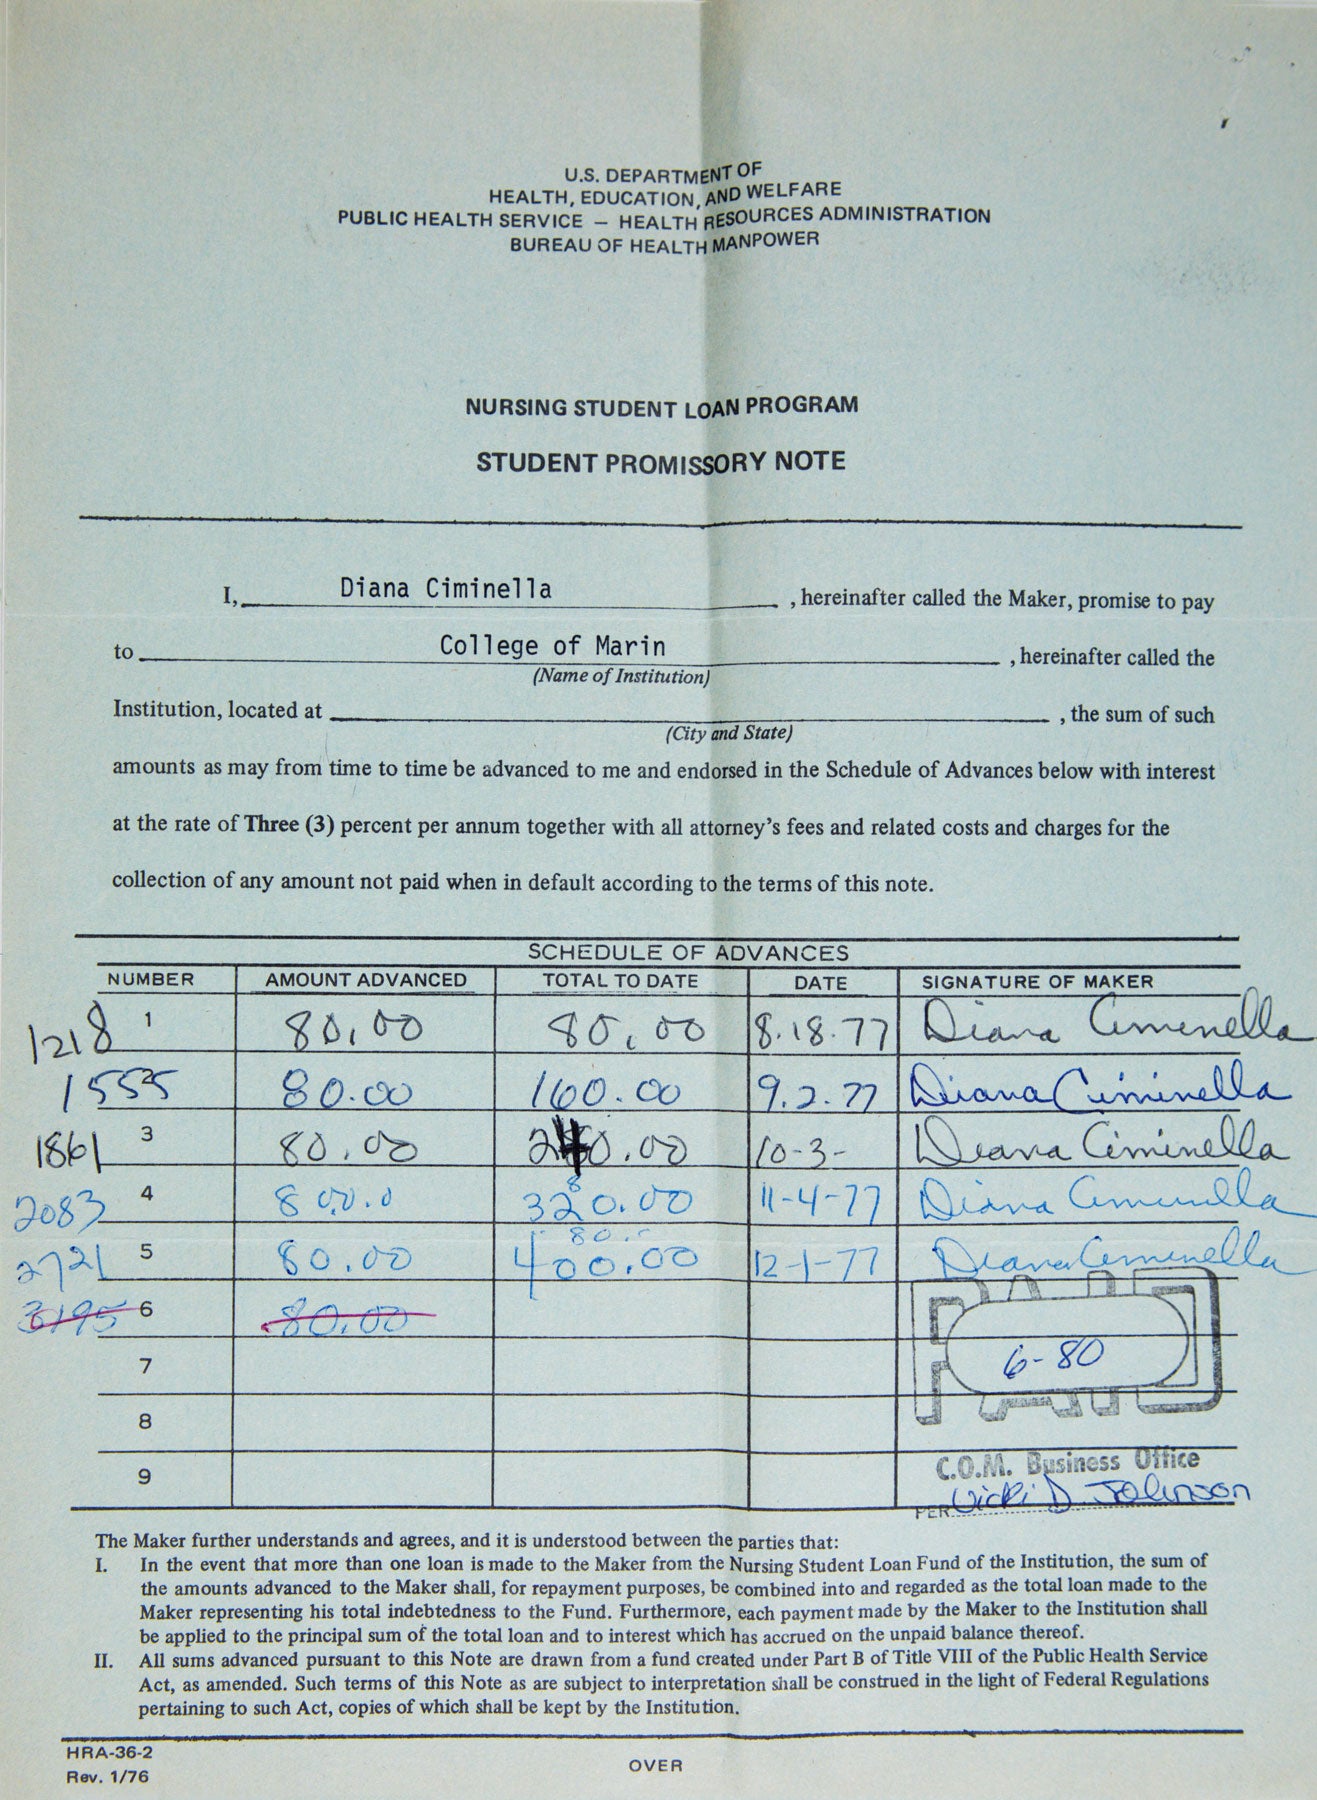 U.S. DEPARTMENT OF
HEALTH, EDUCATION, AND WELFARE
PUBLIC HEALTH SERVICE — HEALTH RESOURCES ADMINISTRATION
BUREAU OF HEALTH MANPOWER
NURSING STUDENT LOAN PROGRAM
STUDENT PROMISSORY NOTE
I, Diana Ciminella , hereinafter called the Maker, promise to pay
to College of Marin , hereinafter called the
(Name of Institution)
Institution, located at , the sum of such
(City and State)
amounts as may from time to time be advanced to me and endorsed in the Schedule of Advances below with interest
at the rate of Three (3) percent per annum together with all attorney's fees and related costs and charges for the
collection of any amount not paid when in default according to the terms of this note.
SCHEDULE OF ADVANCES
NUMBER AMOUNT ADVANCED TOTAL TO DATE DATE SIGNATURE OF MAKER
1218 1 80.00 80.00 8.18.77 Diana Ciminella
1555 80.00 160.00 9.2.77 Diana Ciminella
1861 3 80.00 240.00 10-3- Diana Ciminella
2083 4 800.0 320.00 11-4-77 Diana Ciminella
2721 5 80.00 400.00 12-1-77 Diana Ciminella
3195 6 80.00
PAID
7 6-80
8
9 C.O.M. Business Office
PER Vicki D. Johnson
The Maker further understands and agrees, and it is understood between the parties that:
I. In the event that more than one loan is made to the Maker from the Nursing Student Loan Fund of the Institution, the sum of
the amounts advanced to the Maker shall, for repayment purposes, be combined into and regarded as the total loan made to the
Maker representing his total indebtedness to the Fund. Furthermore, each payment made by the Maker to the Institution shall
be applied to the principal sum of the total loan and to interest which has accrued on the unpaid balance thereof.
II. All sums advanced pursuant to this Note are drawn from a fund created under Part B of Title VIII of the Public Health Service
Act, as amended. Such terms of this Note as are subject to interpretation shall be construed in the light of Federal Regulations
pertaining to such Act, copies of which shall be kept by the Institution.
HRA-36-2
Rev. 1/76
OVER